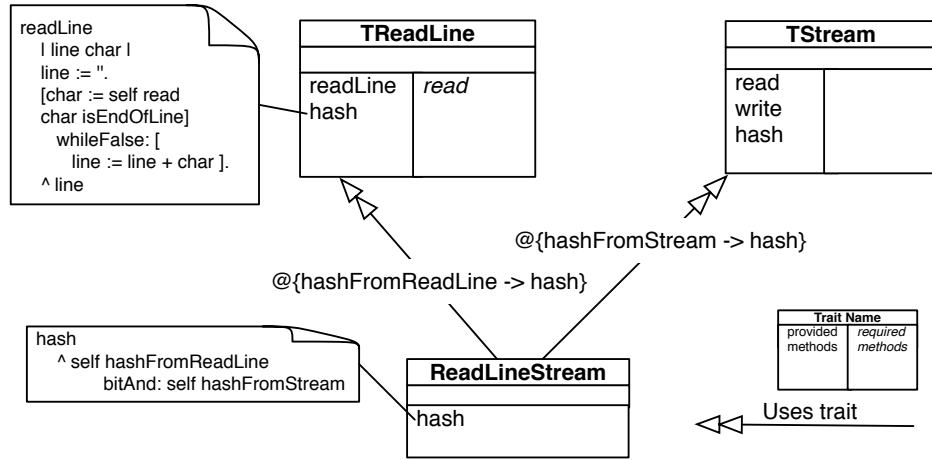 readLine
| line char |
line := ''.
[char := self read
char isEndOfLine]
whileFalse: [
line := line + char ].
^ line
TReadLine
readLine
hash
read
TStream
read
write
hash
@{hashFromStream -> hash}
@{hashFromReadLine -> hash}
hash
^ self hashFromReadLine
bitAnd: self hashFromStream
ReadLineStream
hash
Trait Name
provided
methods
required
methods
Uses trait